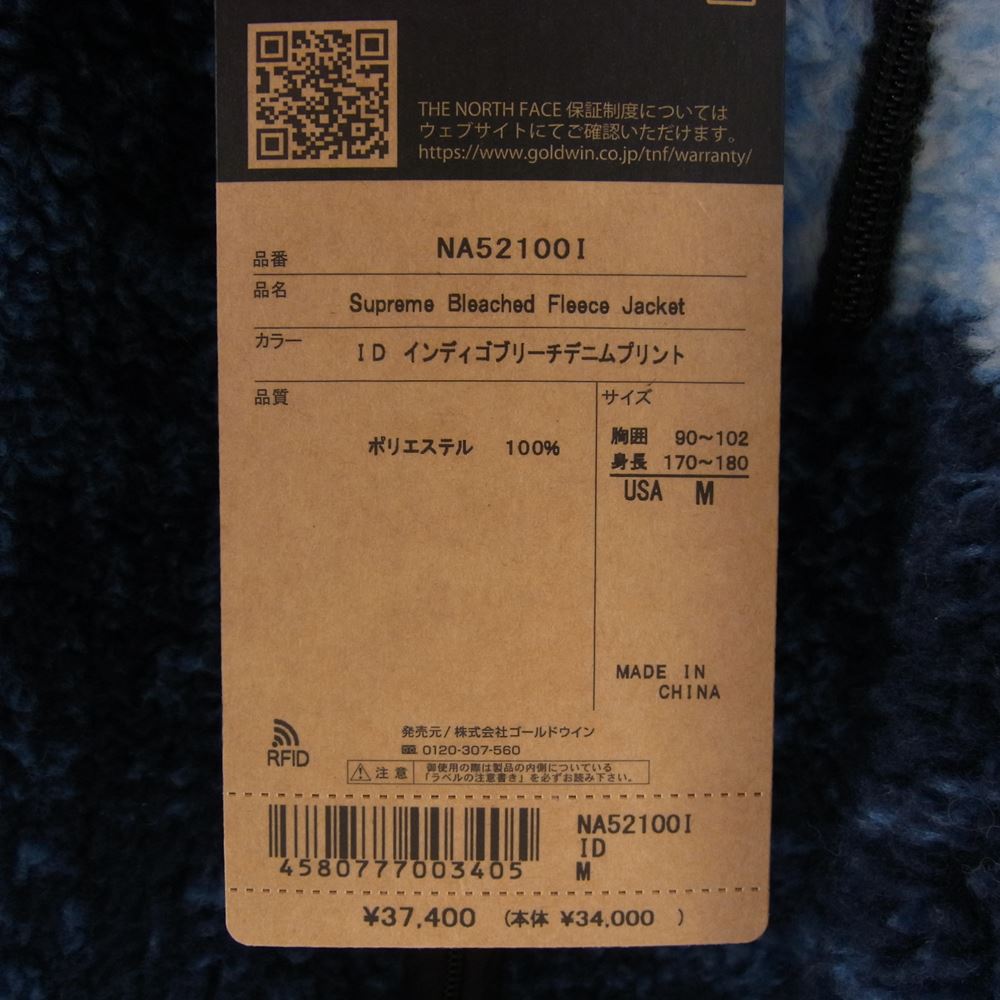 THE NORTH FACE 保証制度については
ウェブサイトにてご確認いただけます。
https://www.goldwin.co.jp/tnf/warranty/
品番 NA52100I
品名 Supreme Bleached Fleece Jacket
カラー ID インディゴブリーチデニムプリント
品質
ポリエステル 100%
サイズ
胸囲 90～102
身長 170～180
USA M
MADE IN
CHINA
RFID
発売元/株式会社ゴールドウイン
0120-307-560
注意 御使用の際は製品の内側についている
「ラベルの注意書き」を必ずお読み下さい。
4580777003405
NA52100I
ID
M
¥37,400 (本体 ¥34,000 )